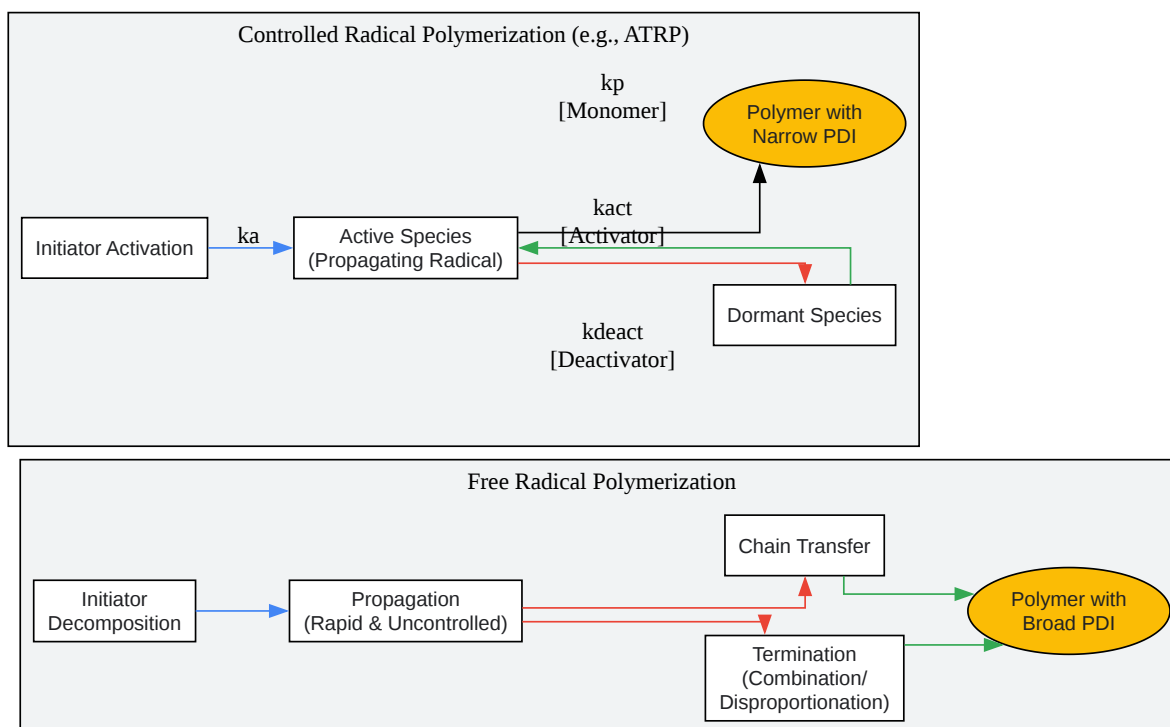 Controlled Radical Polymerization (e.g., ATRP)
kp
[Monomer]
Polymer with
Narrow PDI
Initiator Activation
ka
Active Species
(Propagating Radical)
kact
[Activator]
Dormant Species
kdeact
[Deactivator]
Free Radical Polymerization
Initiator
Decomposition
Propagation
(Rapid & Uncontrolled)
Chain Transfer
Termination
(Combination/
Disproportionation)
Polymer with
Broad PDI